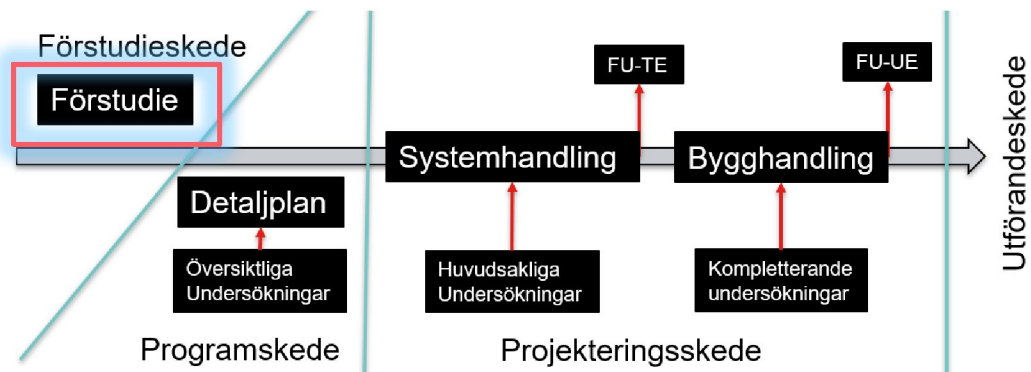 Förstudieskede
Förstudie
FU-TE
FU-UE
Systemhandling
Bygghandling
Detaljplan
Översiktliga
Undersökningar
Huvudsakliga
Undersökningar
Kompletterande
undersökningar
Programskede
Projekteringsskede
Utförandeskede